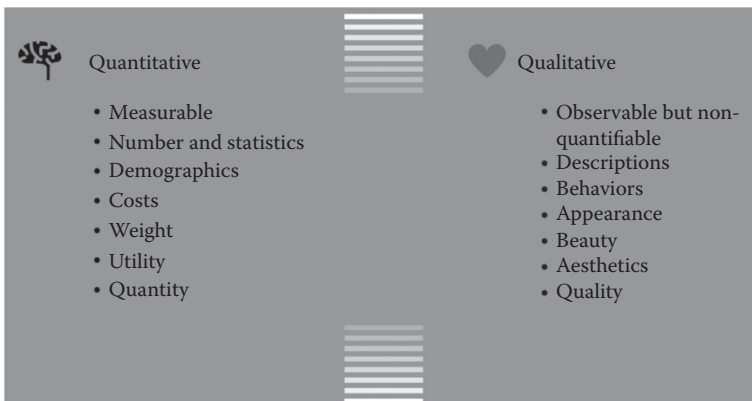 Quantitative
• Measurable
• Number and statistics
• Demographics
• Costs
• Weight
• Utility
• Quantity
Qualitative
• Observable but non-
quantifiable
• Descriptions
• Behaviors
• Appearance
• Beauty
• Aesthetics
• Quality